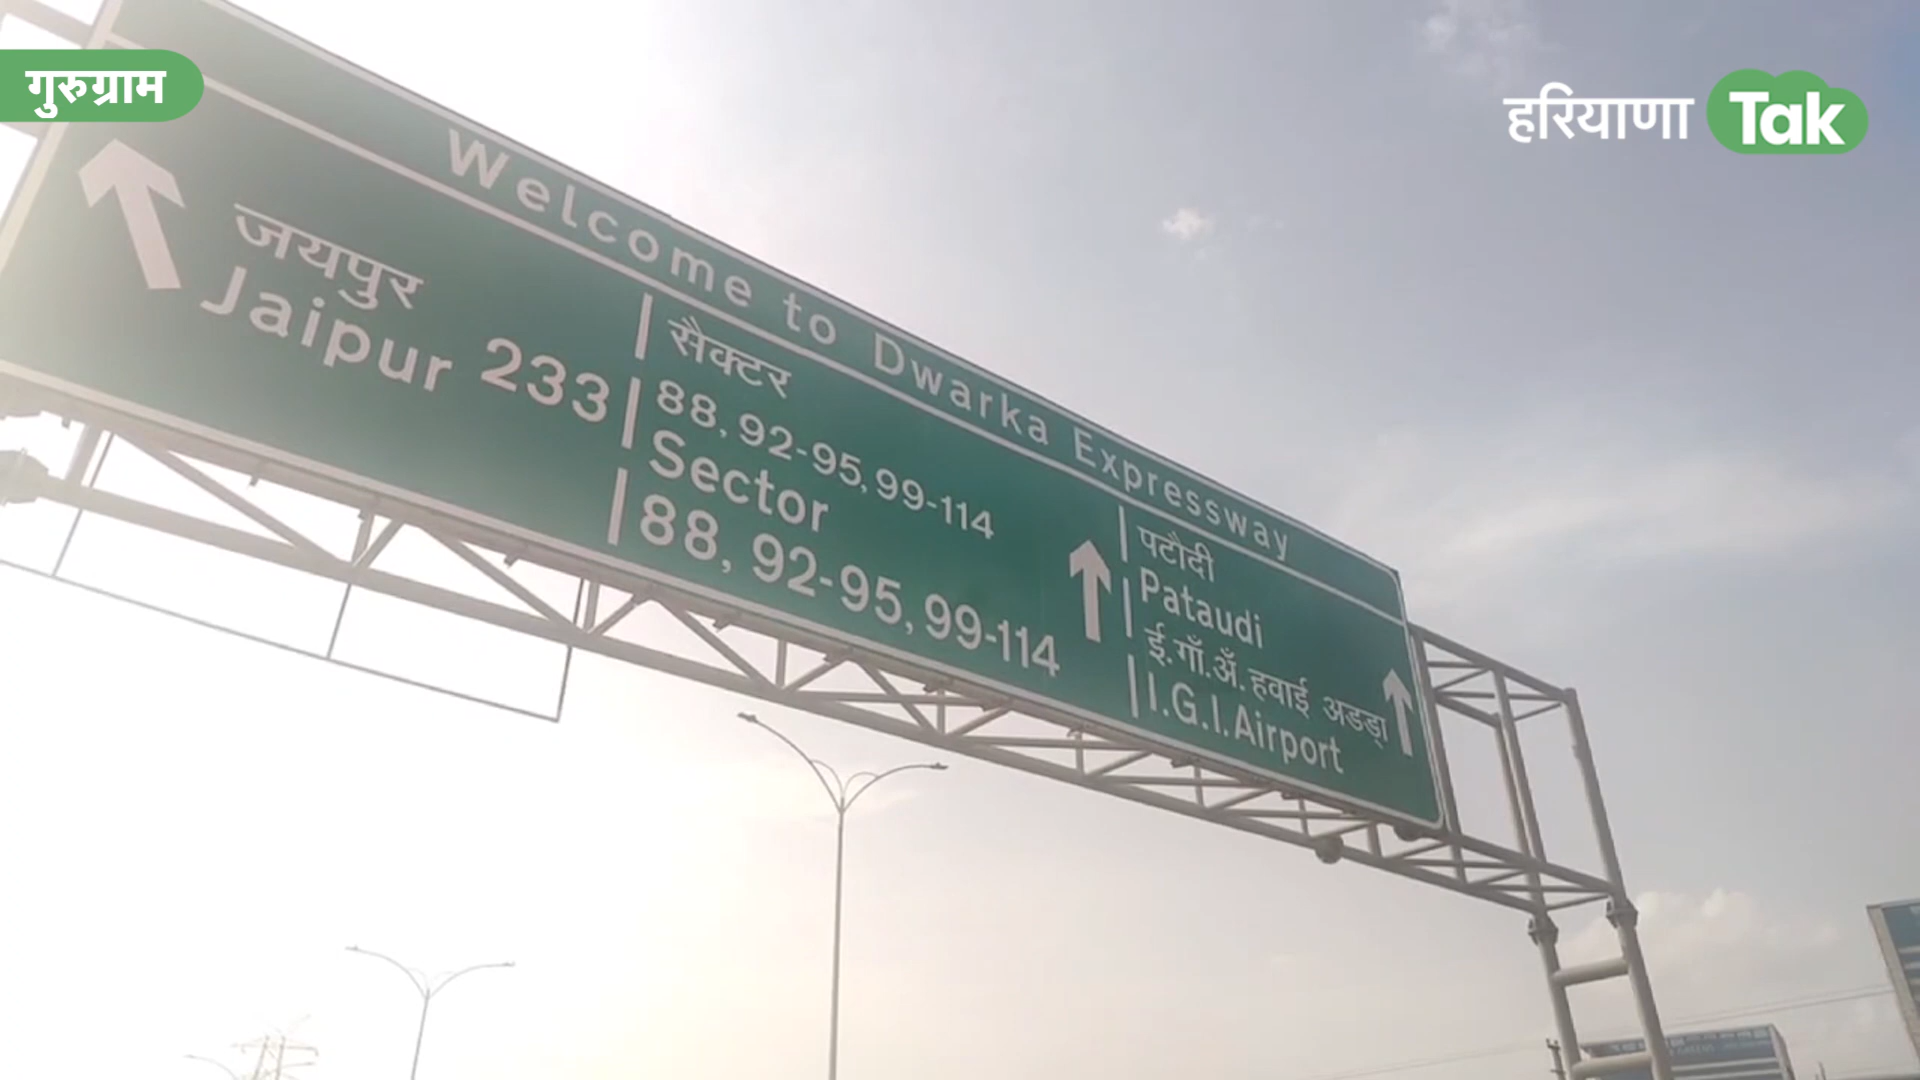 गुरुग्राम
हरियाणा Tak
Welcome to Dwarka Expressway
जयपुर
Jaipur 233
सैक्टर
88, 92-95, 99-114
Sector
88, 92-95, 99-114
पटौदी
Pataudi
ई.गाँ.अँ. हवाई अडड़ा
I.G.I. Airport